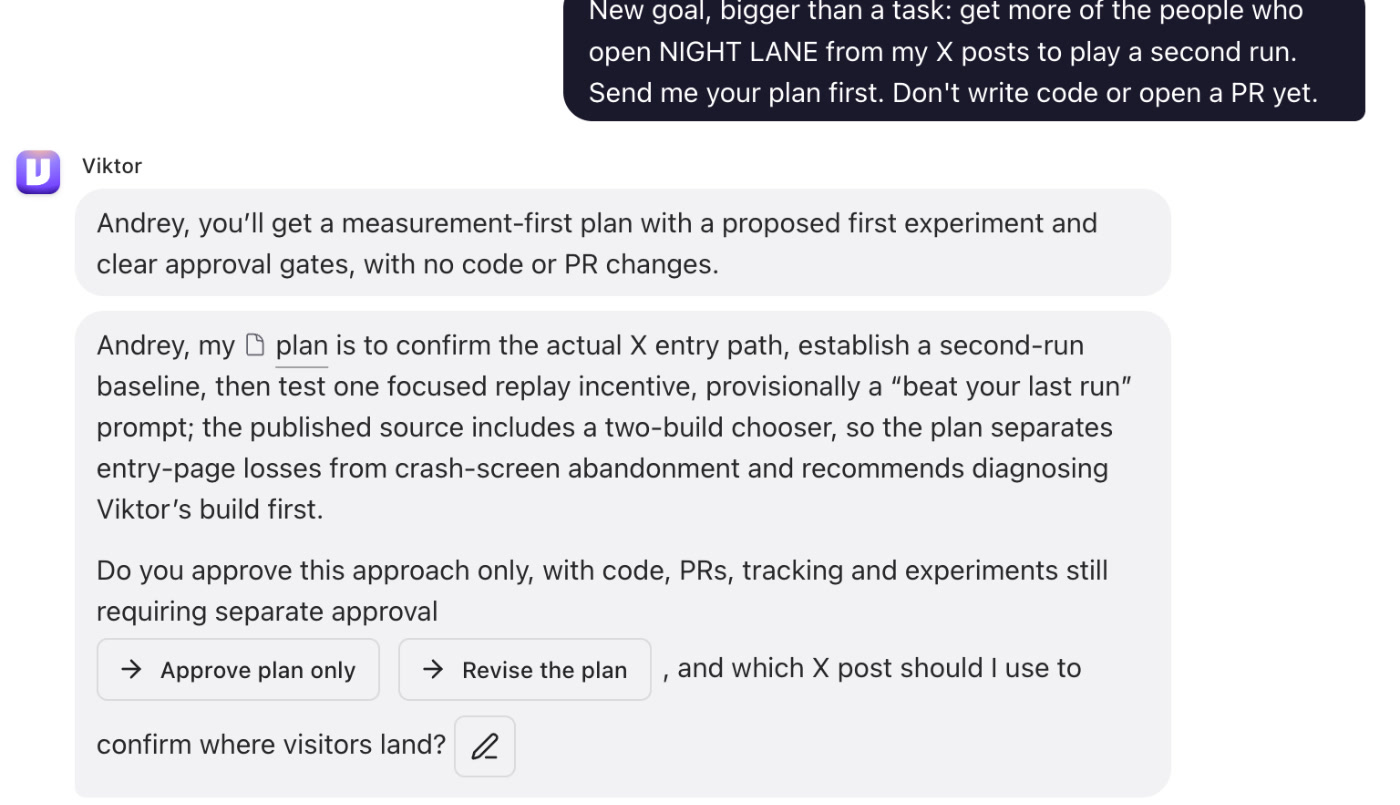 New goal, bigger than a task: get more of the people who
open NIGHT LANE from my X posts to play a second run.
Send me your plan first. Don't write code or open a PR yet.
Viktor
Andrey, you’ll get a measurement-first plan with a proposed first experiment and
clear approval gates, with no code or PR changes.
Andrey, my plan is to confirm the actual X entry path, establish a second-run
baseline, then test one focused replay incentive, provisionally a “beat your last run”
prompt; the published source includes a two-build chooser, so the plan separates
entry-page losses from crash-screen abandonment and recommends diagnosing
Viktor’s build first.
Do you approve this approach only, with code, PRs, tracking and experiments still
requiring separate approval
→ Approve plan only → Revise the plan , and which X post should I use to
confirm where visitors land?